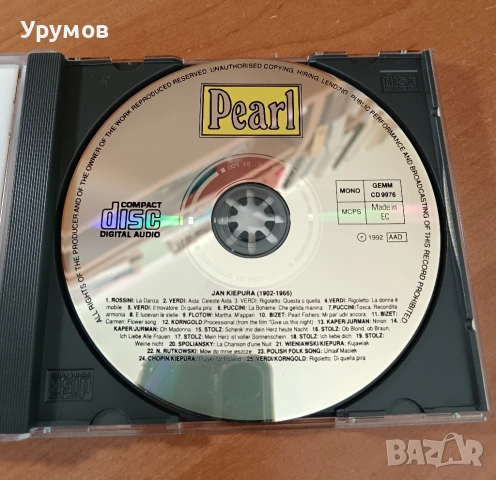 Урумов
ALL RIGHTS OF THE PRODUCER AND OF THE OWNER OF THE WORK REPRODUCED RESERVED. UNAUTHORISED COPYING, HIRING, LENDING, PUBLIC PERFORMANCE AND BROADCASTING OF THIS RECORD PROHIBITED
Pearl
COMPACT
disc
DIGITAL AUDIO
MONO
GEMM
CD 9976
MCPS
Made in
EC
℗ 1992 AAD
JAN KIEPURA (1902-1966)
1. ROSSINI: La Danza 2. VERDI: Aida: Celeste Aida 3. VERDI: Rigoletto: Questa o quella 4. VERDI: Rigoletto: La donna è
mobile 5. VERDI: Il trovatore: Di quella pira 6. PUCCINI: La Bohème: Che gelida manina 7. PUCCINI: Tosca: Recondita
armonia 8. E lucevan le stelle 9. FLOTOW: Martha: M'apparì 10. BIZET: Pearl Fishers: Mi par d'udir ancora 11. BIZET:
Carmen: Flower song 12. KORNGOLD Processional (from the film "Give us this night) 13. KAPER-JURMAN: Ninon 14.
KAPER-JURMAN: Oh Madonna 15. STOLZ: Schenk mir dein Herz heute Nacht 16. STOLZ: Ob Blond, ob Braun,
Ich Liebe Alle Frauen 17. STOLZ: Mein Herz ist voller Sonnenschein 18. STOLZ: Ich liebe dich 19. STOLZ:
Weine nicht 20. SPOLIANSKY: La Chanson d'une Nuit 21. WIENIAWSKI/KIEPURA: Kujawiak
22. N. RUTKOWSKI: Mów do mnie jeszcze 23. POLISH FOLK SONG: Umarł Maciek
24. CHOPIN/KIEPURA: 25. VERDI/KORNGOLD: Rigoletto: Di quella pira
BAZAR